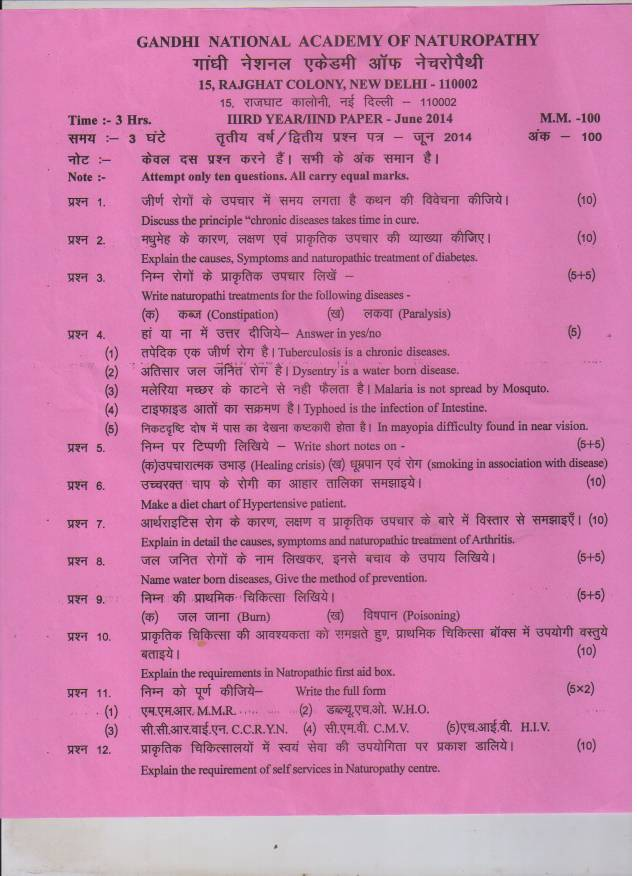 GANDHI NATIONAL ACADEMY OF NATUROPATHY
गांधी नेशनल एकेडमी ऑफ नेचरोपैथी
15, RAJGHAT COLONY, NEW DELHI - 110002
15, राजघाट कालोनी, नई दिल्ली – 110002
Time :- 3 Hrs. IIIRD YEAR/IIND PAPER - June 2014 M.M. -100
समय :– 3 घंटे तृतीय वर्ष/द्वितीय प्रश्न पत्र – जून 2014 अंक – 100
नोट :– केवल दस प्रश्न करने हैं। सभी के अंक समान है।
Note :- Attempt only ten questions. All carry equal marks.
प्रश्न 1. जीर्ण रोगों के उपचार में समय लगता है कथन की विवेचना कीजिये। (10)
Discuss the principle “chronic diseases takes time in cure.
प्रश्न 2. मधुमेह के कारण, लक्षण एवं प्राकृतिक उपचार की व्याख्या कीजिए। (10)
Explain the causes, Symptoms and naturopathic treatment of diabetes.
प्रश्न 3. निम्न रोगों के प्राकृतिक उपचार लिखें – (5+5)
Write naturopathi treatments for the following diseases -
(क) कब्ज (Constipation) (ख) लकवा (Paralysis)
प्रश्न 4. हां या ना में उत्तर दीजिये– Answer in yes/no (5)
(1) तपेदिक एक जीर्ण रोग है। Tuberculosis is a chronic diseases.
(2) अतिसार जल जनित रोग है। Dysentry is a water born disease.
(3) मलेरिया मच्छर के काटने से नही फैलता है। Malaria is not spread by Mosquto.
(4) टाइफाइड आतों का सक्रमण है। Typhoed is the infection of Intestine.
(5) निकटदृष्टि दोष में पास का देखना कष्टकारी होता है। In mayopia difficulty found in near vision.
प्रश्न 5. निम्न पर टिप्पणी लिखिये – Write short notes on - (5+5)
(क)उपचारात्मक उभाड़ (Healing crisis) (ख) धूम्रपान एवं रोग (smoking in association with disease)
प्रश्न 6. उच्चरक्त चाप के रोगी का आहार तालिका समझाइये। (10)
Make a diet chart of Hypertensive patient.
प्रश्न 7. आर्थराइटिस रोग के कारण, लक्षण व प्राकृतिक उपचार के बारे में विस्तार से समझाइएँ। (10)
Explain in detail the causes, symptoms and naturopathic treatment of Arthritis.
प्रश्न 8. जल जनित रोगों के नाम लिखकर, इनसे बचाव के उपाय लिखिये। (5+5)
Name water born diseases, Give the method of prevention.
प्रश्न 9. निम्न की प्राथमिक चिकित्सा लिखिये। (5+5)
(क) जल जाना (Burn) (ख) विषपान (Poisoning)
प्रश्न 10. प्राकृतिक चिकित्सा की आवश्यकता को समझते हुए, प्राथमिक चिकित्सा बॉक्स में उपयोगी वस्तुये
बताइये। (10)
Explain the requirements in Natropathic first aid box.
प्रश्न 11. निम्न को पूर्ण कीजिये– Write the full form (5×2)
(1) एम.एम.आर. M.M.R. (2) डब्ल्यू.एच.ओ. W.H.O.
(3) सी.सी.आर.वाई.एन. C.C.R.Y.N. (4) सी.एम.वी. C.M.V. (5)एच.आई.वी. H.I.V.
प्रश्न 12. प्राकृतिक चिकित्सालयों में स्वयं सेवा की उपयोगिता पर प्रकाश डालिये। (10)
Explain the requirement of self services in Naturopathy centre.